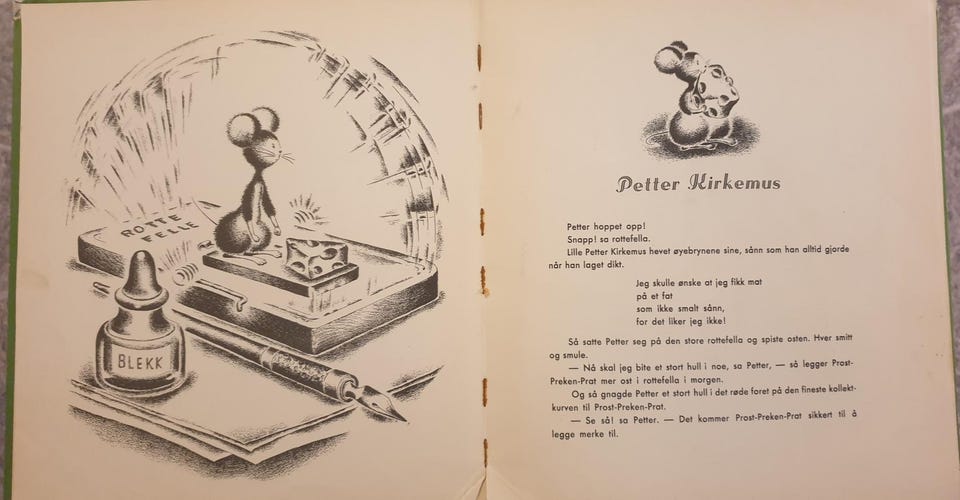 ROTTE
FELLE
BLEKK
Petter Kirkemus
Petter hoppet opp!
Snapp! sa rottefella.
Lille Petter Kirkemus hevet øyebrynene sine, sånn som han alltid gjorde
når han laget dikt.
Jeg skulle ønske at jeg fikk mat
på et fat
som ikke smalt sånn,
for det liker jeg ikke!
Så satte Petter seg på den store rottefella og spiste osten. Hver smitt
og smule.
— Nå skal jeg bite et stort hull i noe, sa Petter, — så legger Prost-
Preken-Prat mer ost i rottefella i morgen.
Og så gnagde Petter et stort hull i det røde foret på den fineste kollekt-
kurven til Prost-Preken-Prat.
— Se så! sa Petter. — Det kommer Prost-Preken-Prat sikkert til å
legge merke til.